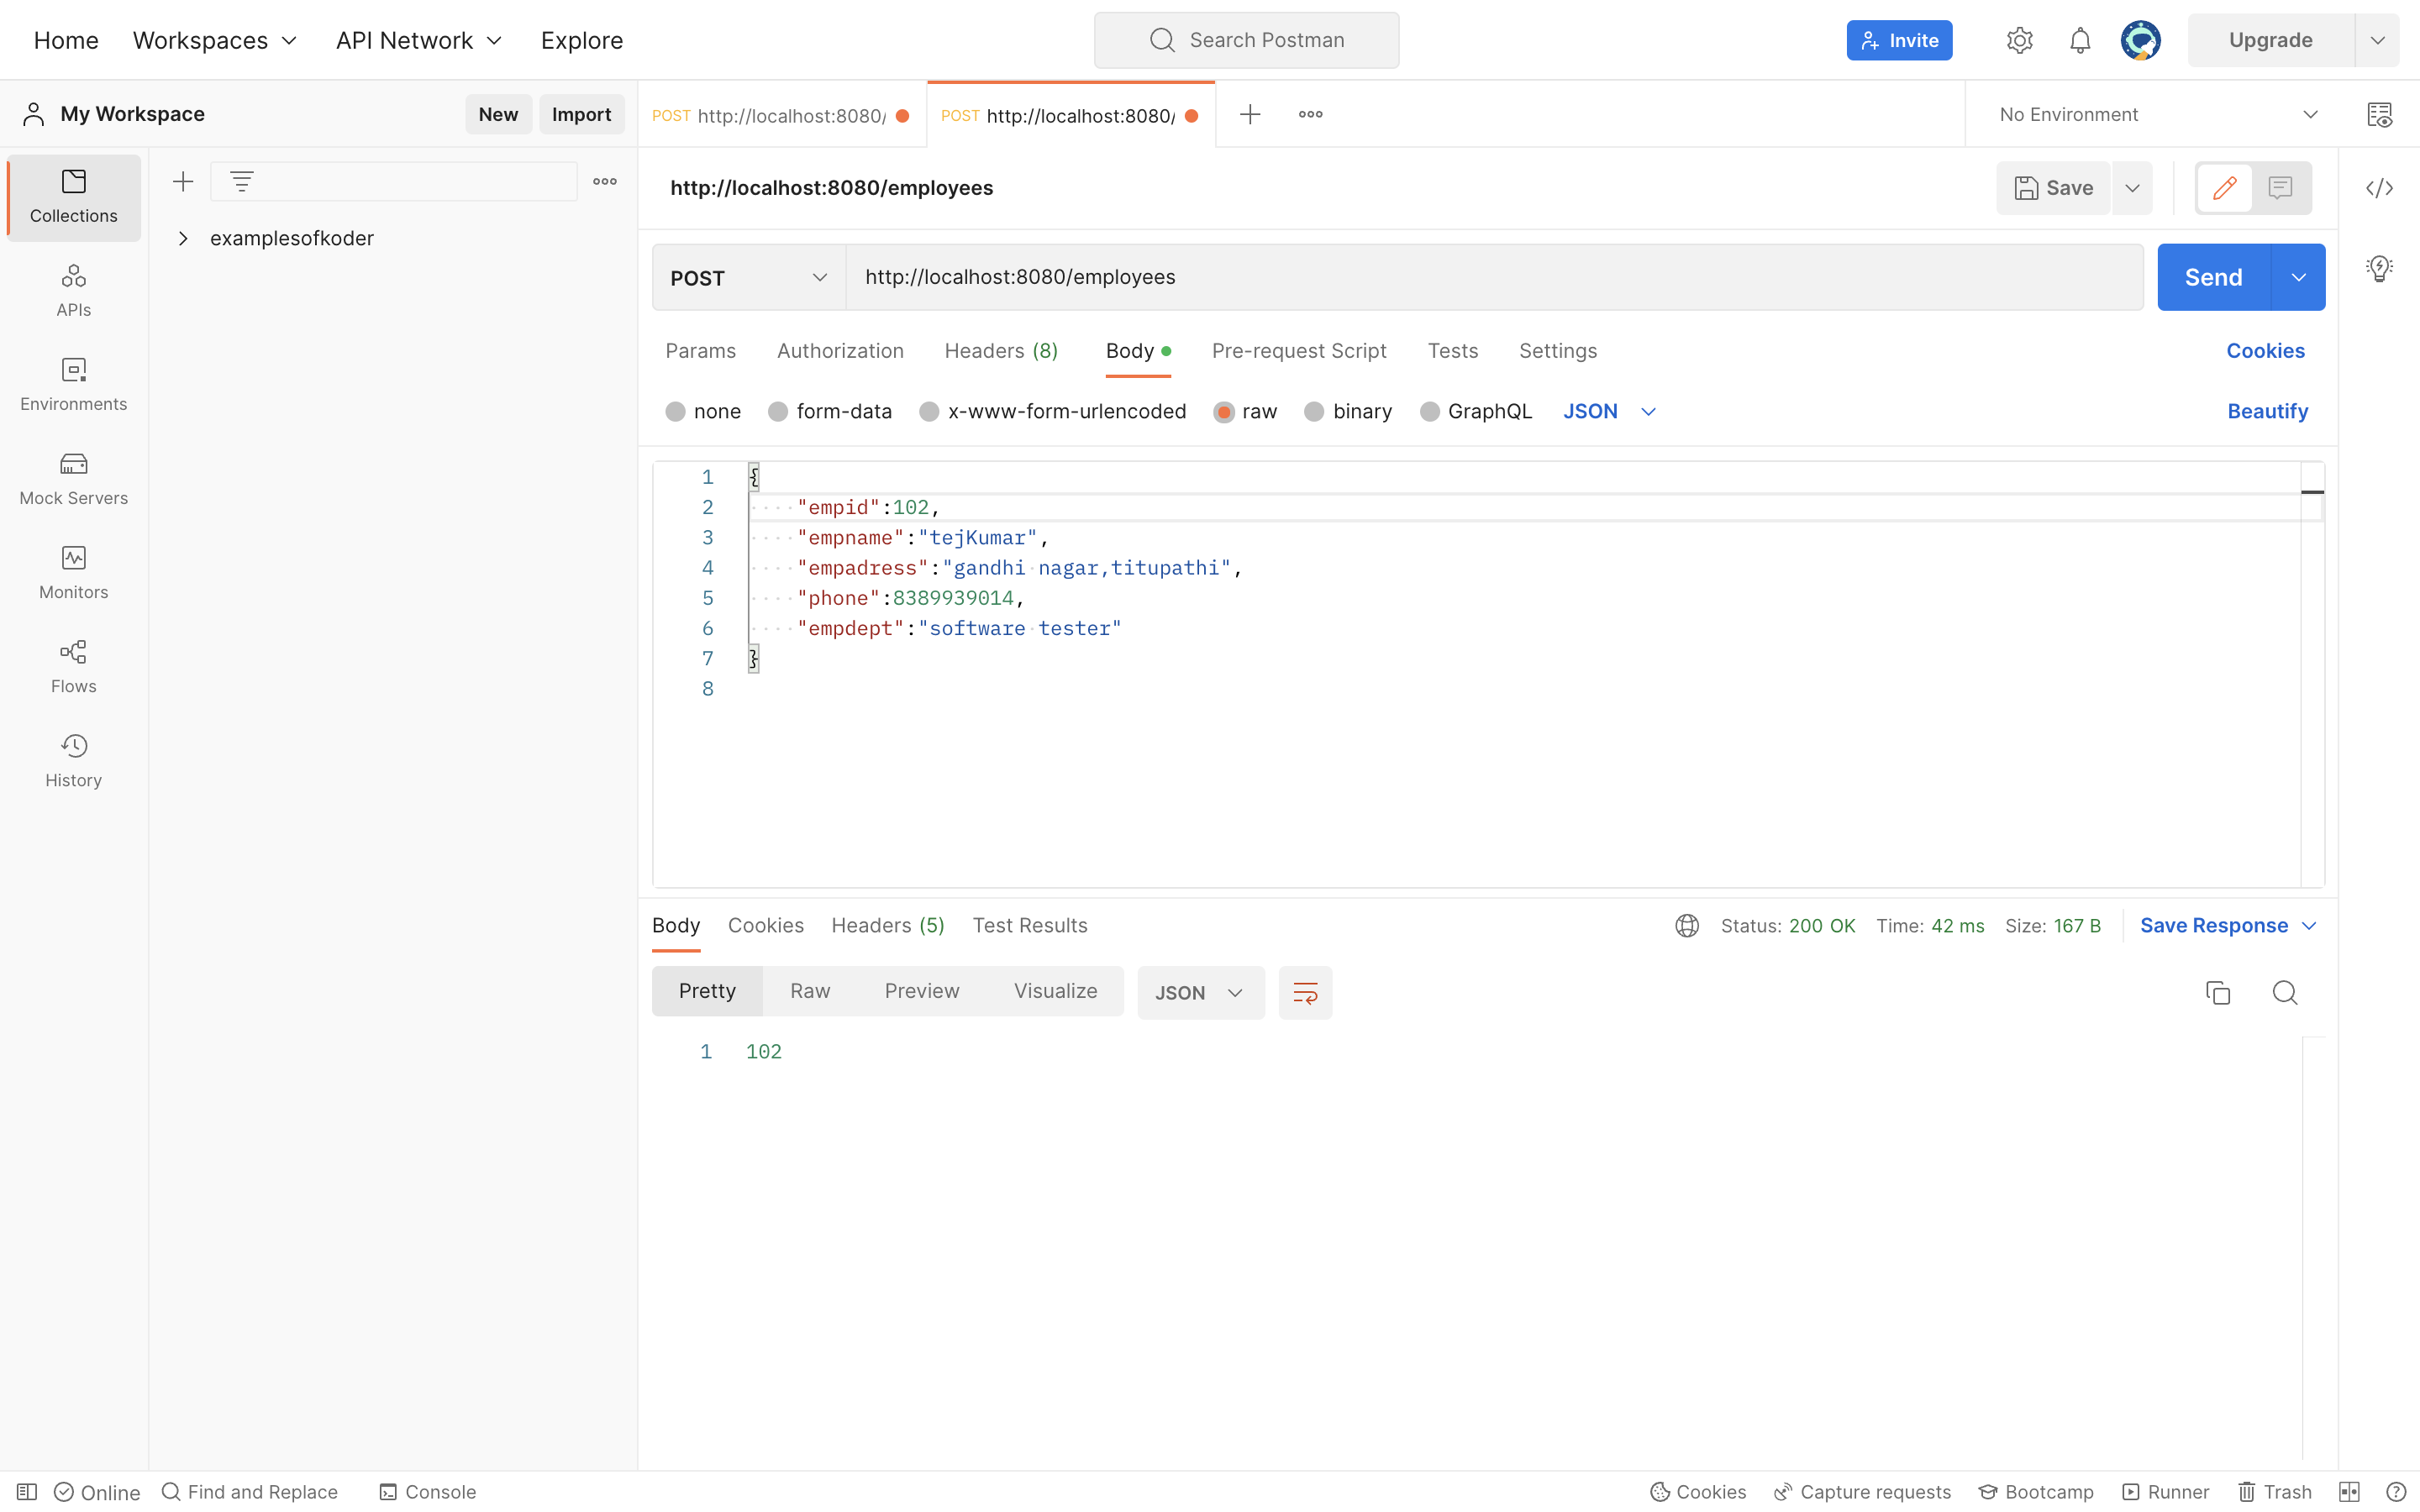 Home Workspaces API Network Explore Search Postman Invite Upgrade
My Workspace New Import POST http://localhost:8080/ POST http://localhost:8080/ No Environment
Collections
APIs
Environments
Mock Servers
Monitors
Flows
History
examplesofkoder
http://localhost:8080/employees Save
POST http://localhost:8080/employees Send
Params Authorization Headers (8) Body Pre-request Script Tests Settings Cookies
none form-data x-www-form-urlencoded raw binary GraphQL JSON Beautify
1 {
2 "empid":102,
3 "empname":"tejKumar",
4 "empadress":"gandhi nagar,titupathi",
5 "phone":8389939014,
6 "empdept":"software tester"
7 }
8
Body Cookies Headers (5) Test Results Status: 200 OK Time: 42 ms Size: 167 B Save Response
Pretty Raw Preview Visualize JSON
1 102
Online Find and Replace Console Cookies Capture requests Bootcamp Runner Trash